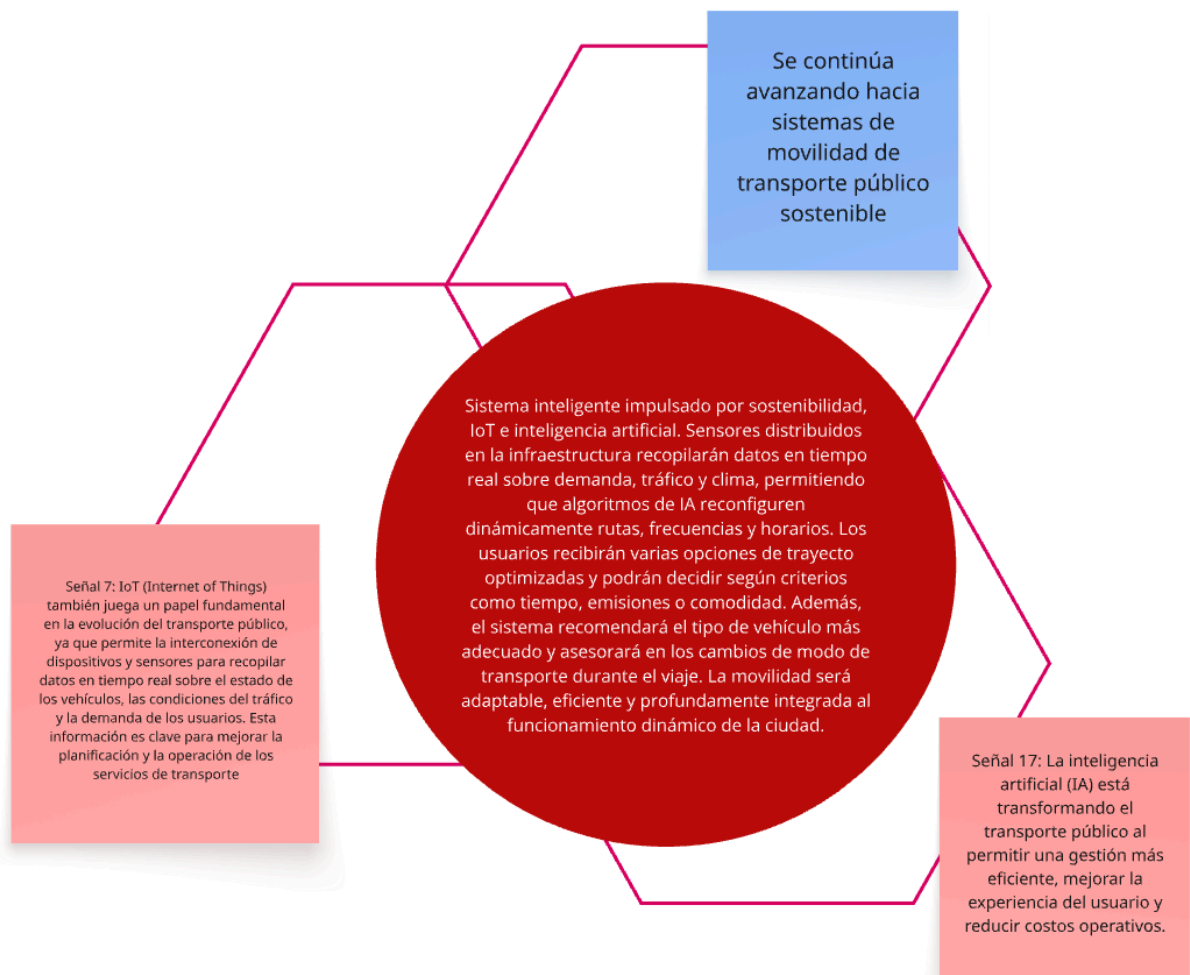 Se continúa
avanzando hacia
sistemas de
movilidad de
transporte público
sostenible
Sistema inteligente impulsado por sostenibilidad,
IoT e inteligencia artificial. Sensores distribuidos
en la infraestructura recopilarán datos en tiempo
real sobre demanda, tráfico y clima, permitiendo
que algoritmos de IA reconfiguren
dinámicamente rutas, frecuencias y horarios. Los
usuarios recibirán varias opciones de trayecto
optimizadas y podrán decidir según criterios
como tiempo, emisiones o comodidad. Además,
el sistema recomendará el tipo de vehículo más
adecuado y asesorará en los cambios de modo de
transporte durante el viaje. La movilidad será
adaptable, eficiente y profundamente integrada al
funcionamiento dinámico de la ciudad.
Señal 7: IoT (Internet of Things)
también juega un papel fundamental
en la evolución del transporte público,
ya que permite la interconexión de
dispositivos y sensores para recopilar
datos en tiempo real sobre el estado de
los vehículos, las condiciones del tráfico
y la demanda de los usuarios. Esta
información es clave para mejorar la
planificación y la operación de los
servicios de transporte
Señal 17: La inteligencia
artificial (IA) está
transformando el
transporte público al
permitir una gestión más
eficiente, mejorar la
experiencia del usuario y
reducir costos operativos.